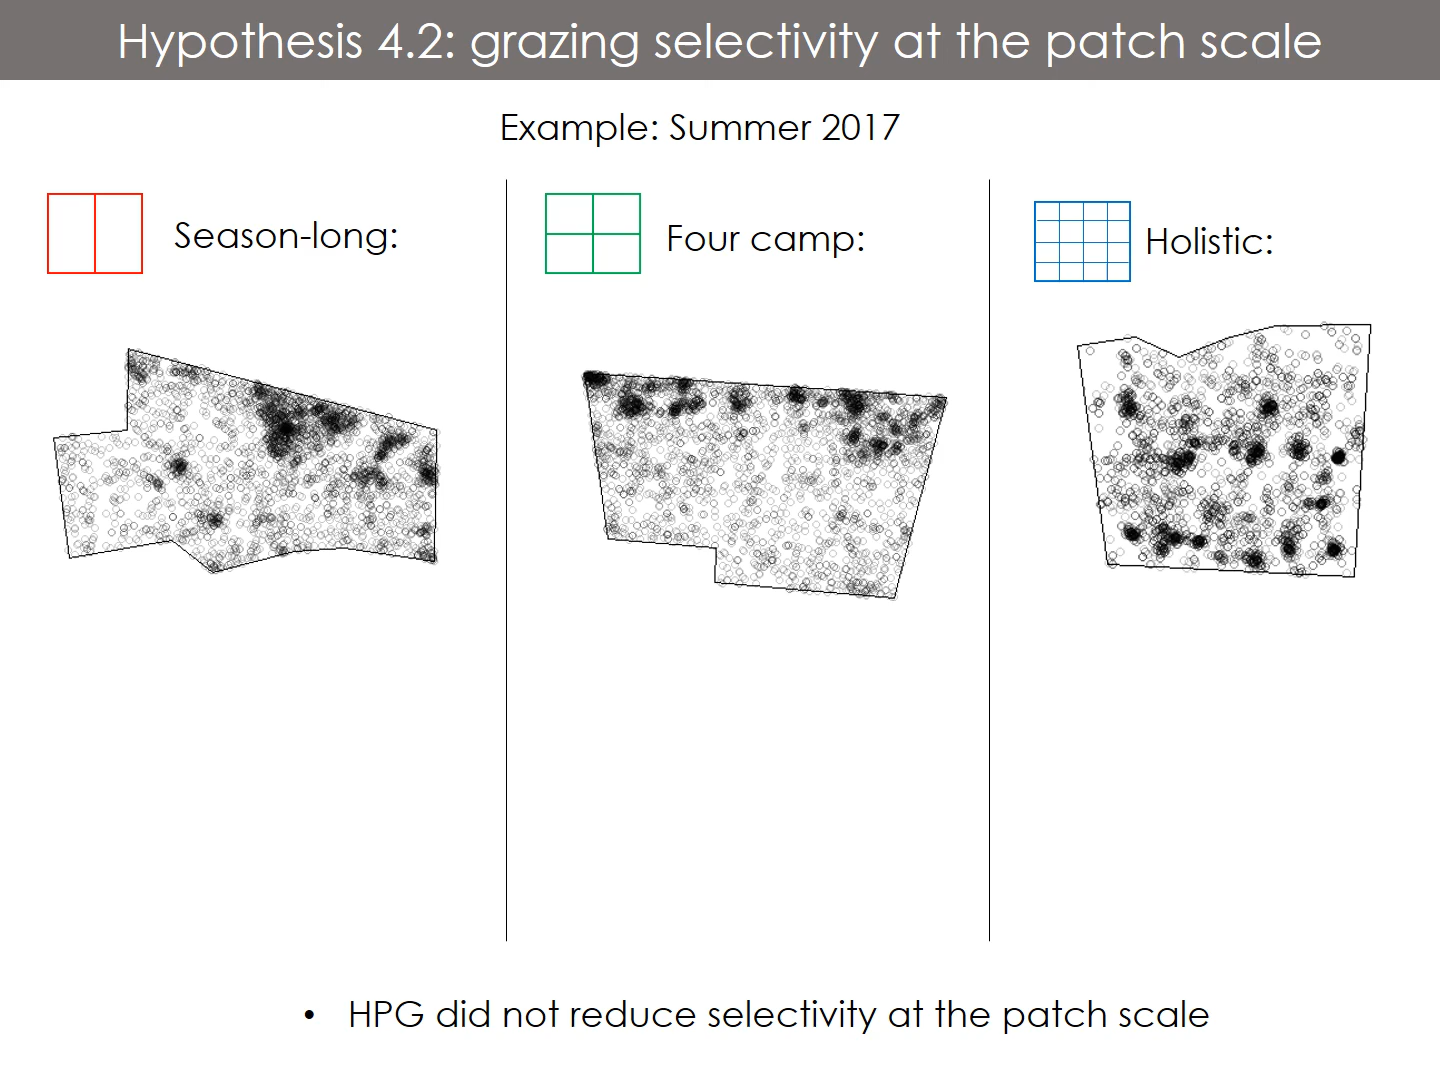 Hypothesis 4.2: grazing selectivity at the patch scale
Example: Summer 2017
Season-long:
Four camp:
Holistic:
• HPG did not reduce selectivity at the patch scale